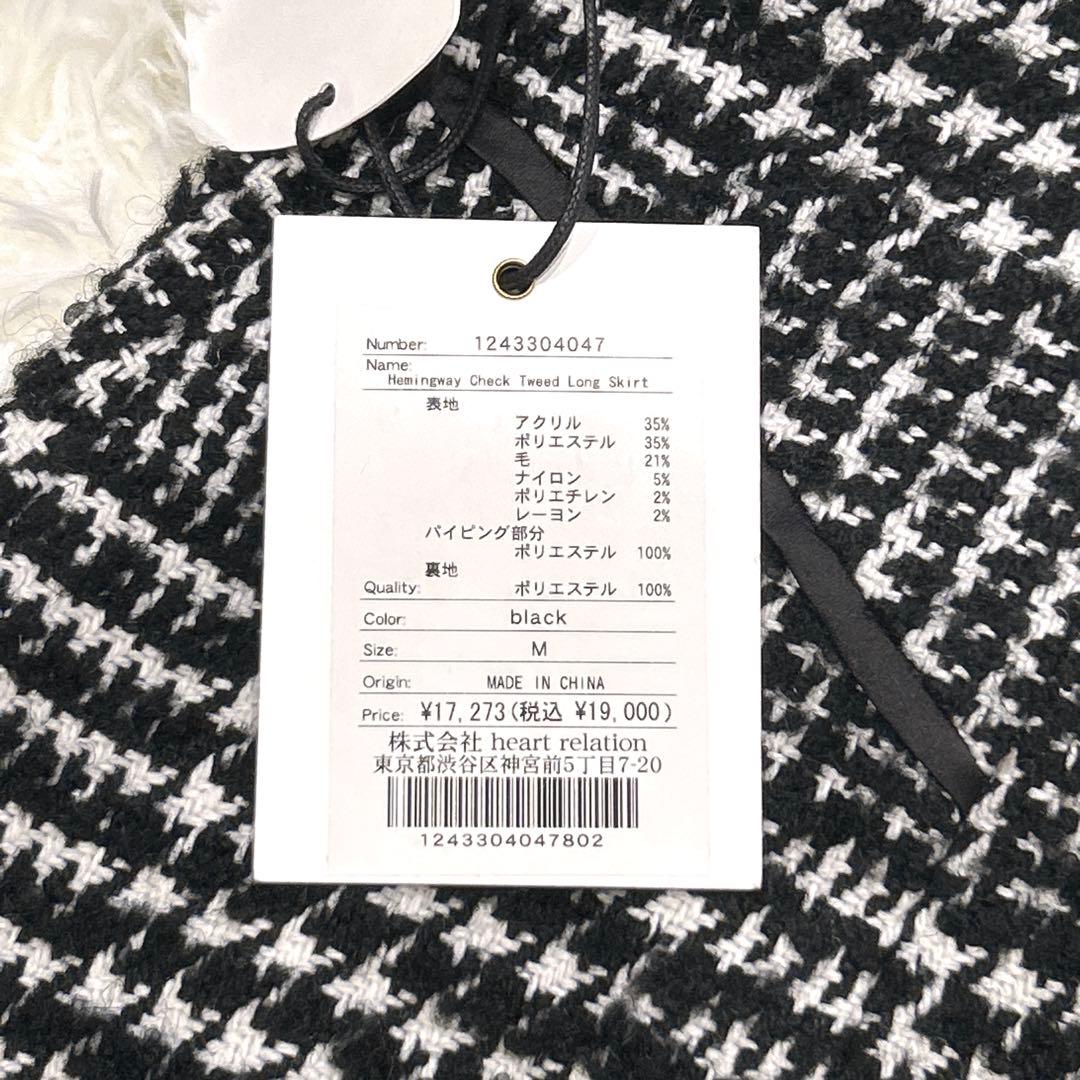 Number: 1243304047
Name:
Hemingway Check Tweed Long Skirt
表地
アクリル 35%
ポリエステル 35%
毛 21%
ナイロン 5%
ポリエチレン 2%
レーヨン 2%
パイピング部分
ポリエステル 100%
裏地
Quality: ポリエステル 100%
Color: black
Size: M
Origin: MADE IN CHINA
Price: ¥17,273(税込 ¥19,000)
株式会社 heart relation
東京都渋谷区神宮前5丁目7-20
1243304047802